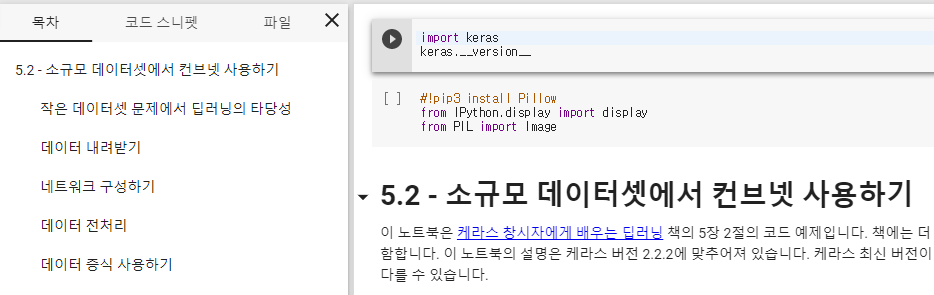 목차 코드 스니펫 파일
5.2 - 소규모 데이터셋에서 컨브넷 사용하기
작은 데이터셋 문제에서 딥러닝의 타당성
데이터 내려받기
네트워크 구성하기
데이터 전처리
데이터 증식 사용하기
import keras
keras.__version__
[ ] #!pip3 install Pillow
from IPython.display import display
from PIL import Image
5.2 - 소규모 데이터셋에서 컨브넷 사용하기
이 노트북은 케라스 창시자에게 배우는 딥러닝 책의 5장 2절의 코드 예제입니다. 책에는 더
함합니다. 이 노트북의 설명은 케라스 버전 2.2.2에 맞추어져 있습니다. 케라스 최신 버전이
다를 수 있습니다.